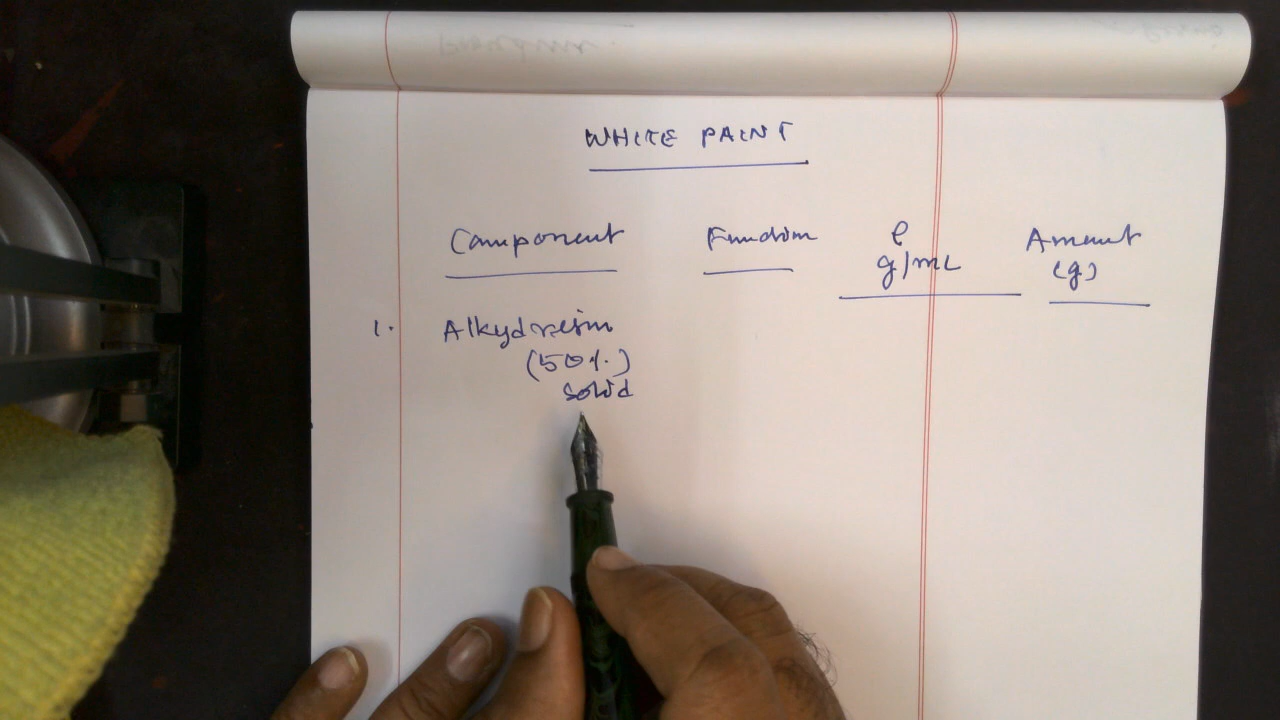 WHITE PAINT
Component Function ρ Amount
g/mL (g)
1. Alkyd resin
(50%)
solid